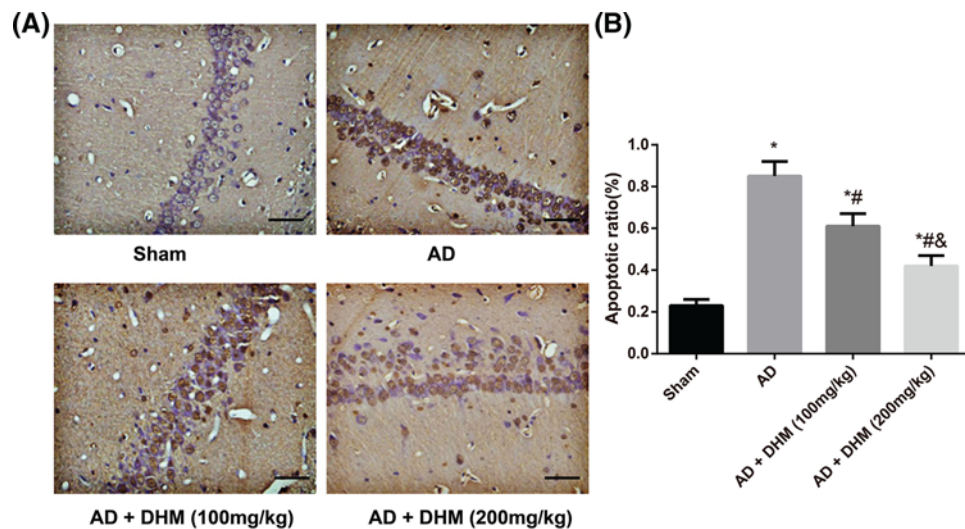 (A)
Sham
AD
AD + DHM (100mg/kg)
AD + DHM (200mg/kg)
(B)
Apoptotic ratio(%)
1.0
0.8
0.6
0.4
0.2
0.0
*
*#
*#&
Sham
AD
AD + DHM (100mg/kg)
AD + DHM (200mg/kg)